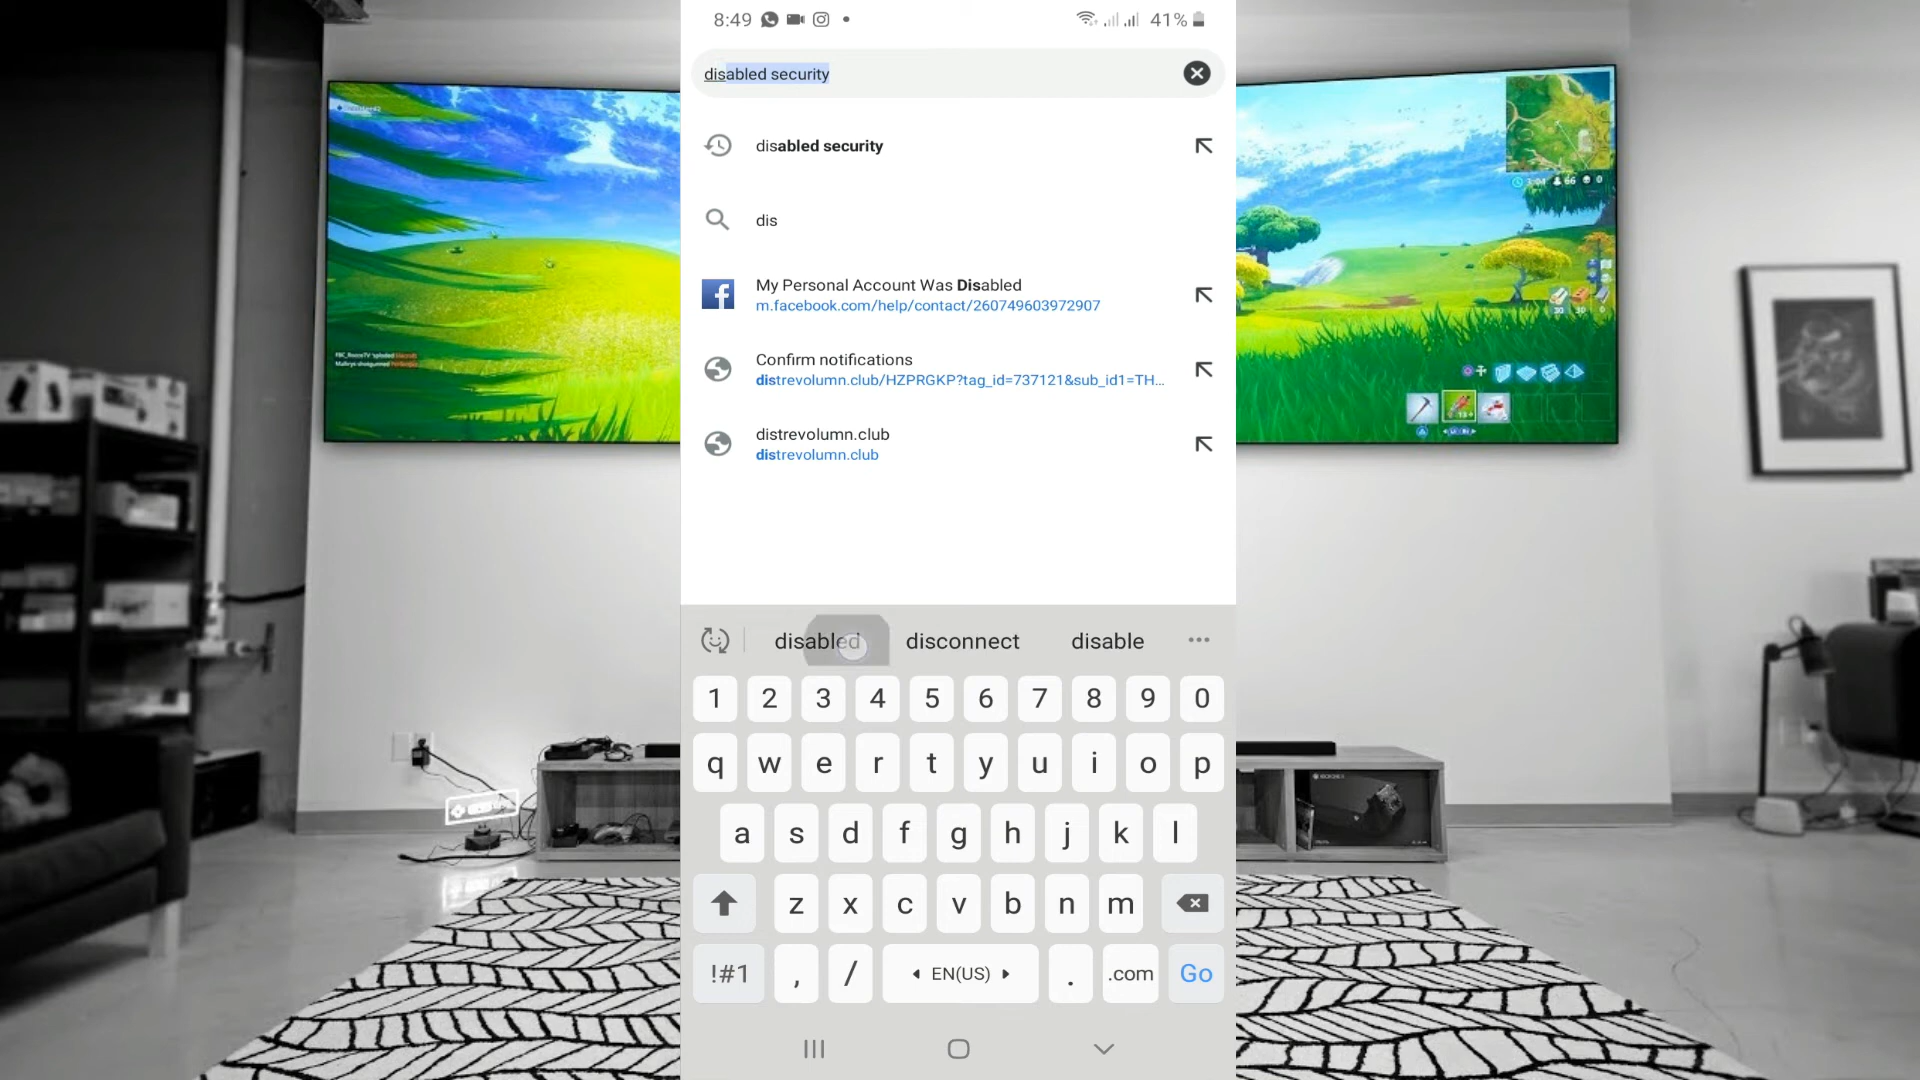 8:49 41%
disabled security
disabled security
dis
My Personal Account Was Disabled
m.facebook.com/help/contact/260749603972907
Confirm notifications
distrevolumn.club/HZPRGKP?tag_id=737121&sub_id1=TH...
distrevolumn.club
distrevolumn.club
disabled disconnect disable
1 2 3 4 5 6 7 8 9 0
q w e r t y u i o p
a s d f g h j k l
z x c v b n m
!#1 , / EN(US) . .com Go